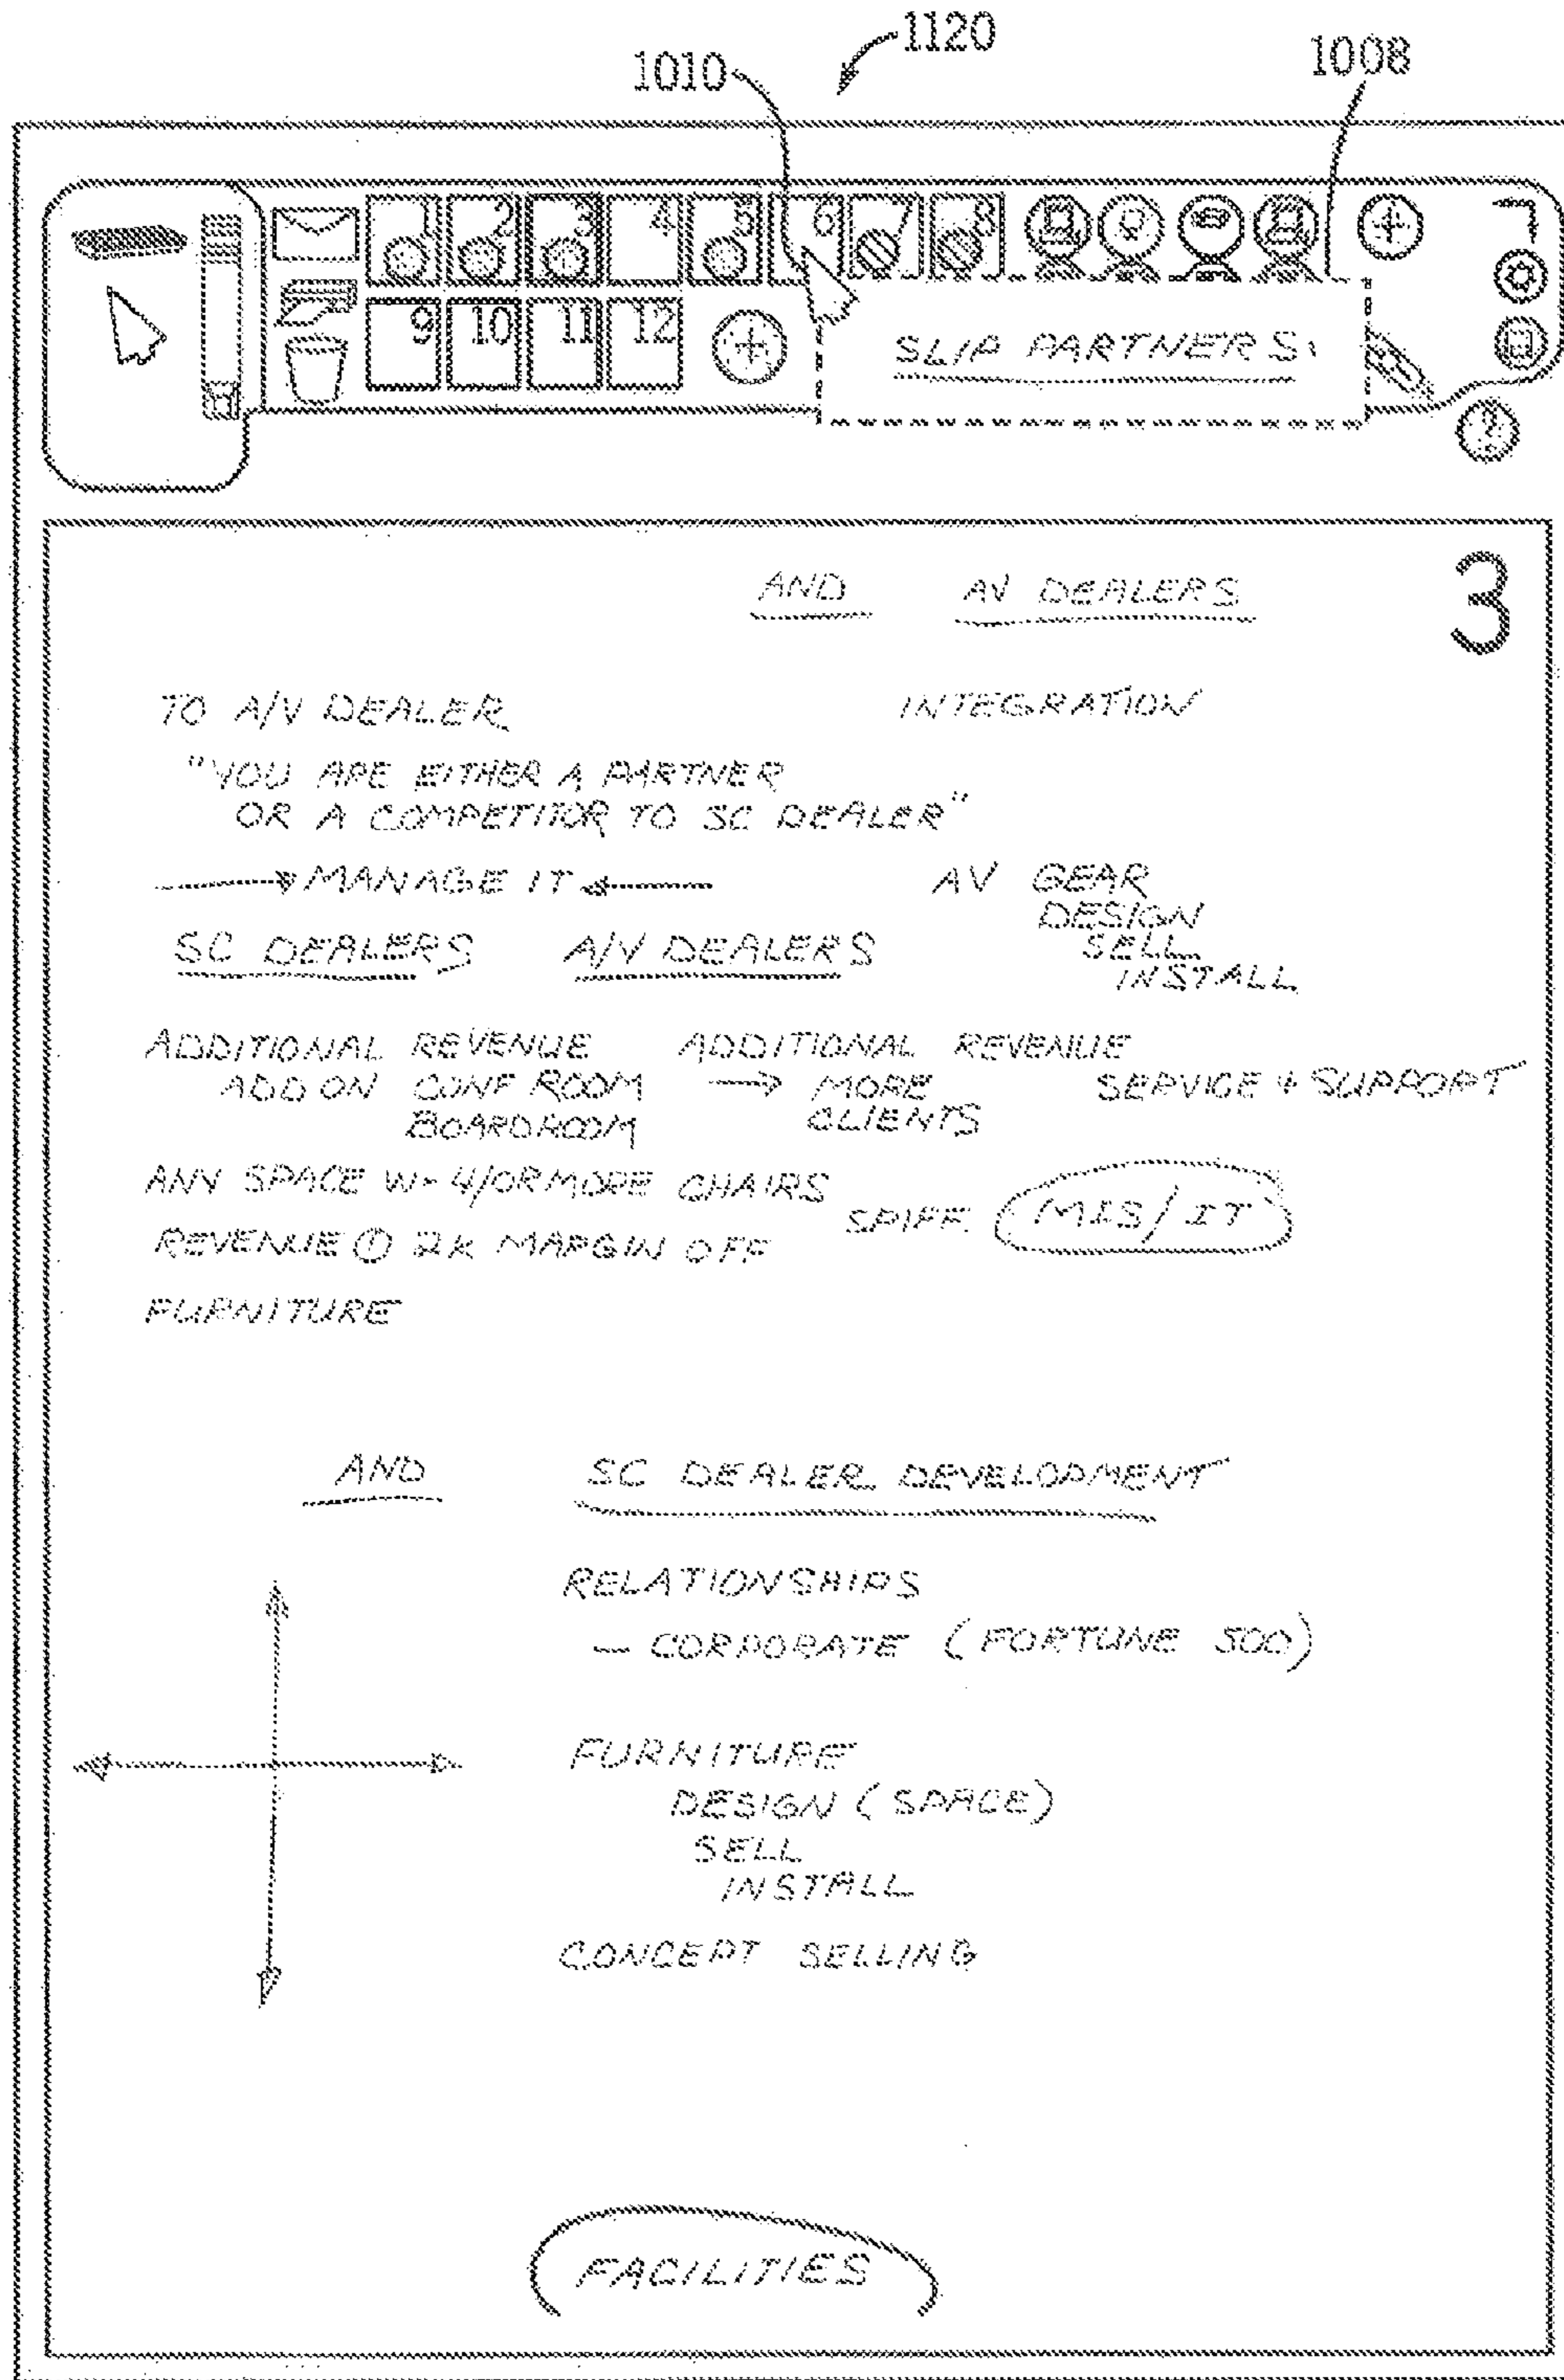 1120
1010
1008
1 2 3 4 5 6 7 8
9 10 11 12
SLIP PARTNERS
?
3
AND AV DEALERS
TO A/V DEALER INTEGRATION
"YOU ARE EITHER A PARTNER
OR A COMPETITOR TO SC DEALER"
MANAGE IT AV GEAR
DESIGN
SC DEALERS A/V DEALERS SELL
INSTALL
ADDITIONAL REVENUE ADDITIONAL REVENUE
ADD ON CONF ROOM → MORE SERVICE + SUPPORT
BOARDROOM CLIENTS
ANY SPACE W- 4/OR MORE CHAIRS
SPIFF MIS/IT
REVENUE ① 2K MARGIN OFF
FURNITURE
AND SC DEALER DEVELOPMENT
RELATIONSHIPS
— CORPORATE (FORTUNE 500)
FURNITURE
DESIGN (SPACE)
SELL
INSTALL
CONCEPT SELLING
FACILITIES